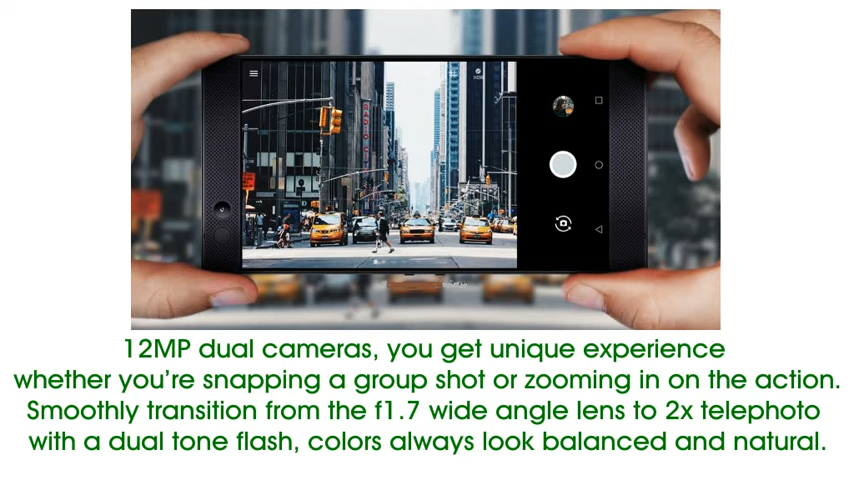 RADIO CITY
12MP dual cameras, you get unique experience
whether you're snapping a group shot or zooming in on the action.
Smoothly transition from the f1.7 wide angle lens to 2x telephoto
with a dual tone flash, colors always look balanced and natural.